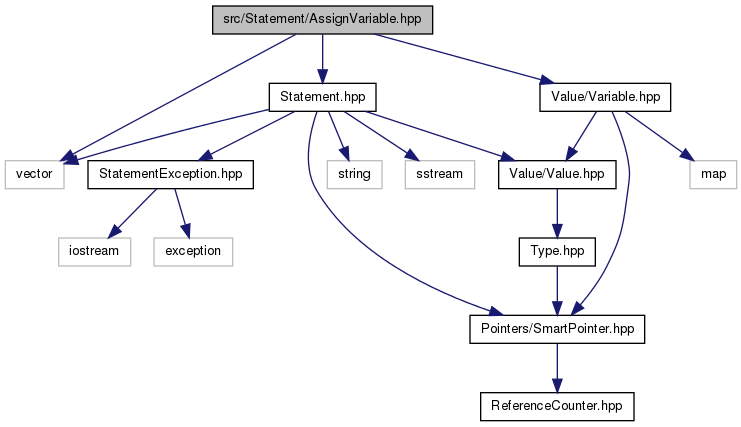 src/Statement/AssignVariable.hpp
Statement.hpp
Value/Variable.hpp
vector
StatementException.hpp
string
sstream
Value/Value.hpp
map
iostream
exception
Type.hpp
Pointers/SmartPointer.hpp
ReferenceCounter.hpp